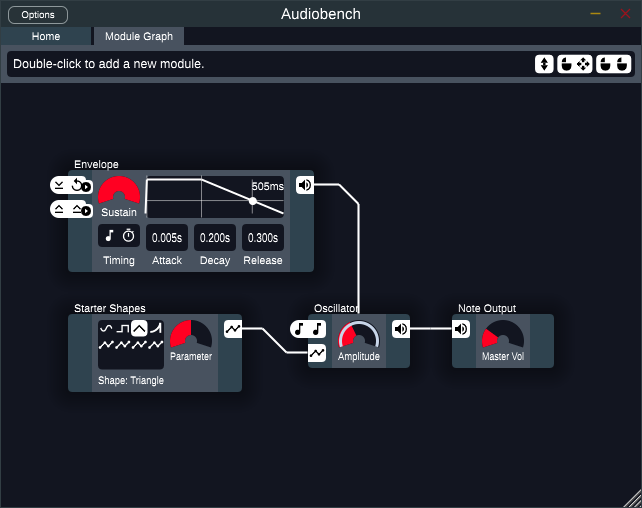 Options
Audiobench
Home
Module Graph
Double-click to add a new module.
Envelope
505ms
Sustain
0.005s
0.200s
0.300s
Timing
Attack
Decay
Release
Starter Shapes
Oscillator
Note Output
Parameter
Amplitude
Master Vol
Shape: Triangle